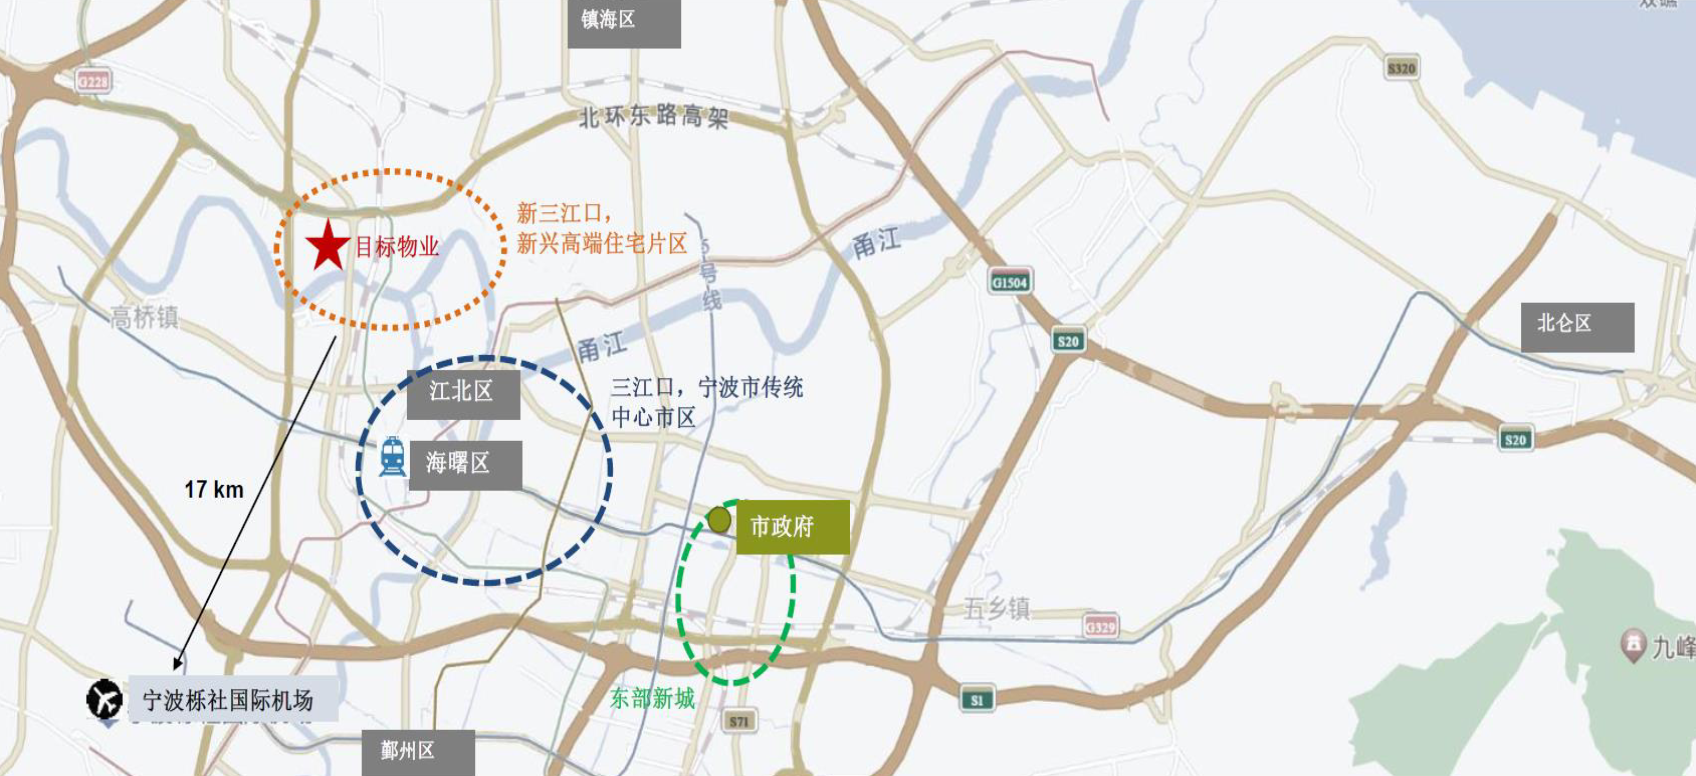 镇海区
G228
S320
北环东路高架
新三江口，
新兴高端住宅片区
目标物业
5号线
甬江
G1504
高桥镇
北仑区
甬江
S20
江北区
三江口，宁波市传统
中心市区
海曙区
S20
17 km
市政府
五乡镇
G329
九峰
宁波栎社国际机场
东部新城
S1
S71
鄞州区